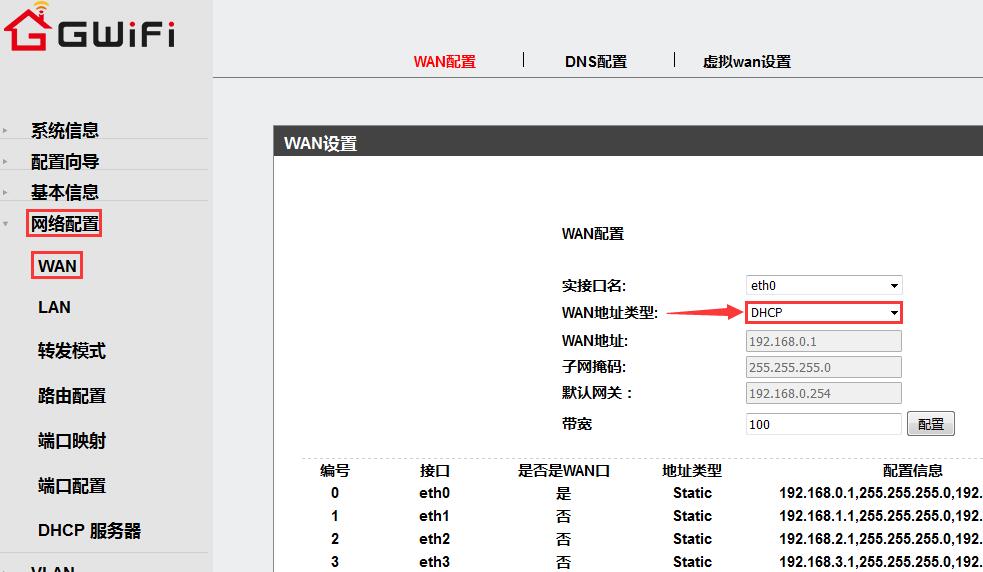 GWiFi
WAN配置 DNS配置 虚拟wan设置
系统信息
配置向导
基本信息
网络配置
WAN
LAN
转发模式
路由配置
端口映射
端口配置
DHCP 服务器
VLAN
WAN设置
WAN配置
实接口名: eth0
WAN地址类型: DHCP
WAN地址: 192.168.0.1
子网掩码: 255.255.255.0
默认网关： 192.168.0.254
带宽 100 配置
编号 接口 是否是WAN口 地址类型 配置信息
0 eth0 是 Static 192.168.0.1,255.255.255.0,192.
1 eth1 否 Static 192.168.1.1,255.255.255.0,192.
2 eth2 否 Static 192.168.2.1,255.255.255.0,192.
3 eth3 否 Static 192.168.3.1,255.255.255.0,192.